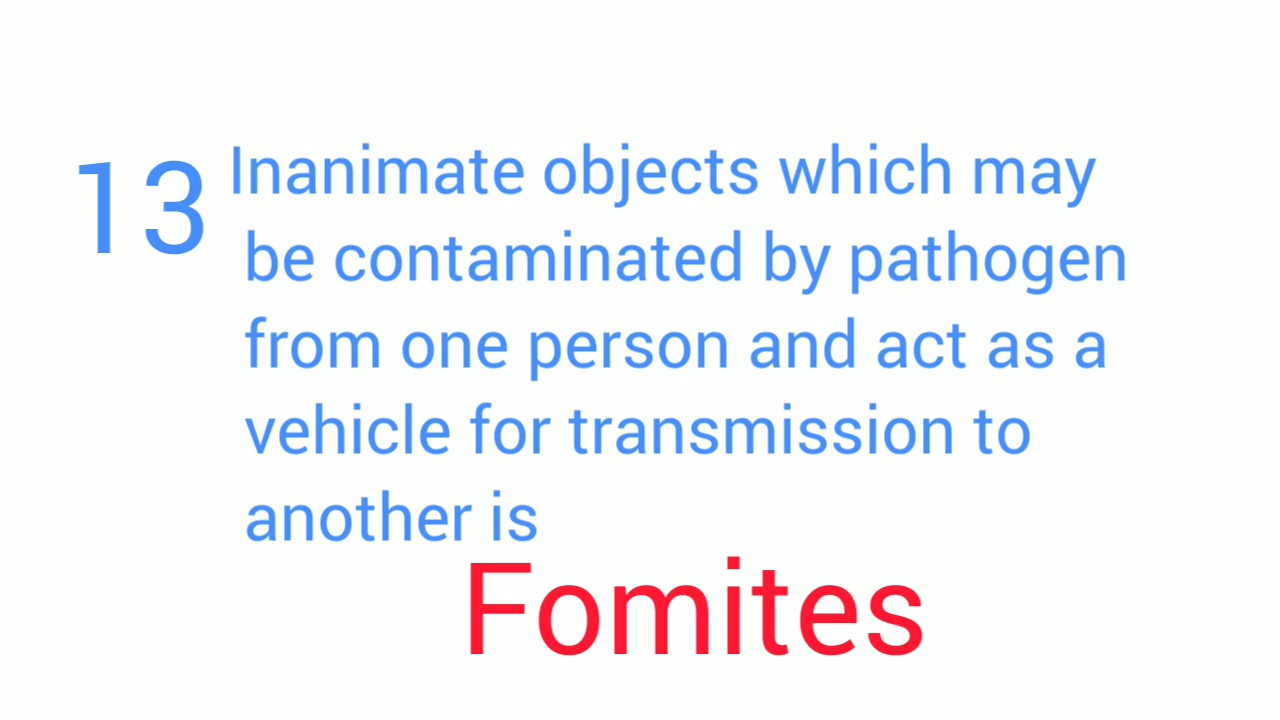 13 Inanimate objects which may
be contaminated by pathogen
from one person and act as a
vehicle for transmission to
another is
Fomites